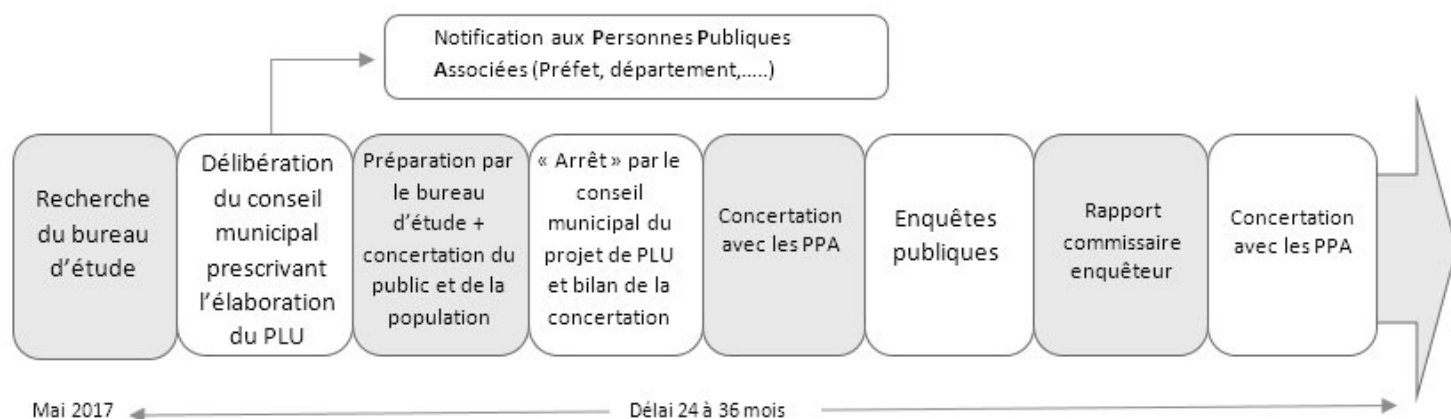 Notification aux Personnes Publiques
Associées (Préfet, département,.....)
Recherche
du bureau
d’étude
Délibération
du conseil
municipal
prescrivant
l’élaboration
du PLU
Préparation par
le bureau
d’étude +
concertation du
public et de la
population
« Arrêt » par le
conseil
municipal du
projet de PLU
et bilan de la
concertation
Concertation
avec les PPA
Enquêtes
publiques
Rapport
commissaire
enquêteur
Concertation
avec les PPA
Mai 2017
Délai 24 à 36 mois